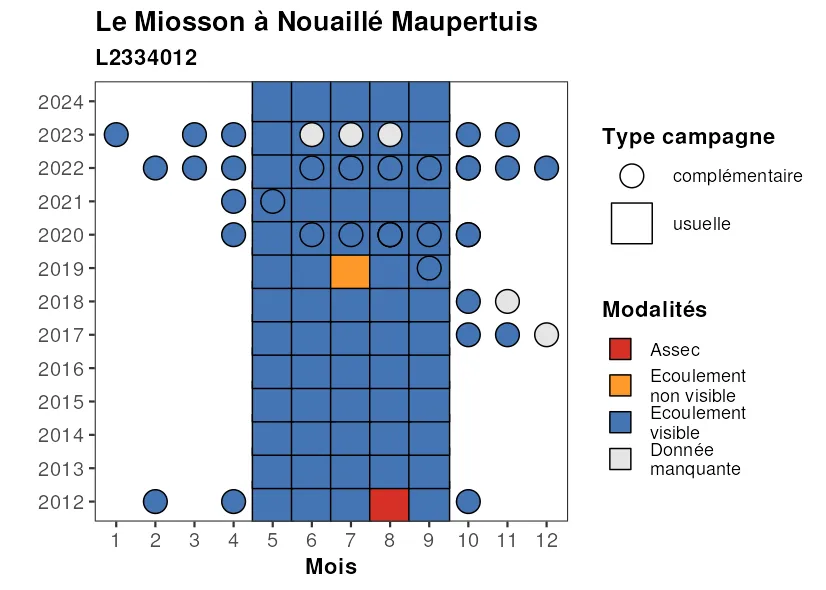 Le Miosson à Nouaillé Maupertuis
L2334012
2024
2023
2022
2021
2020
2019
2018
2017
2016
2015
2014
2013
2012
1 2 3 4 5 6 7 8 9 10 11 12
Mois
Type campagne
complémentaire
usuelle
Modalités
Assec
Ecoulement
non visible
Ecoulement
visible
Donnée
manquante